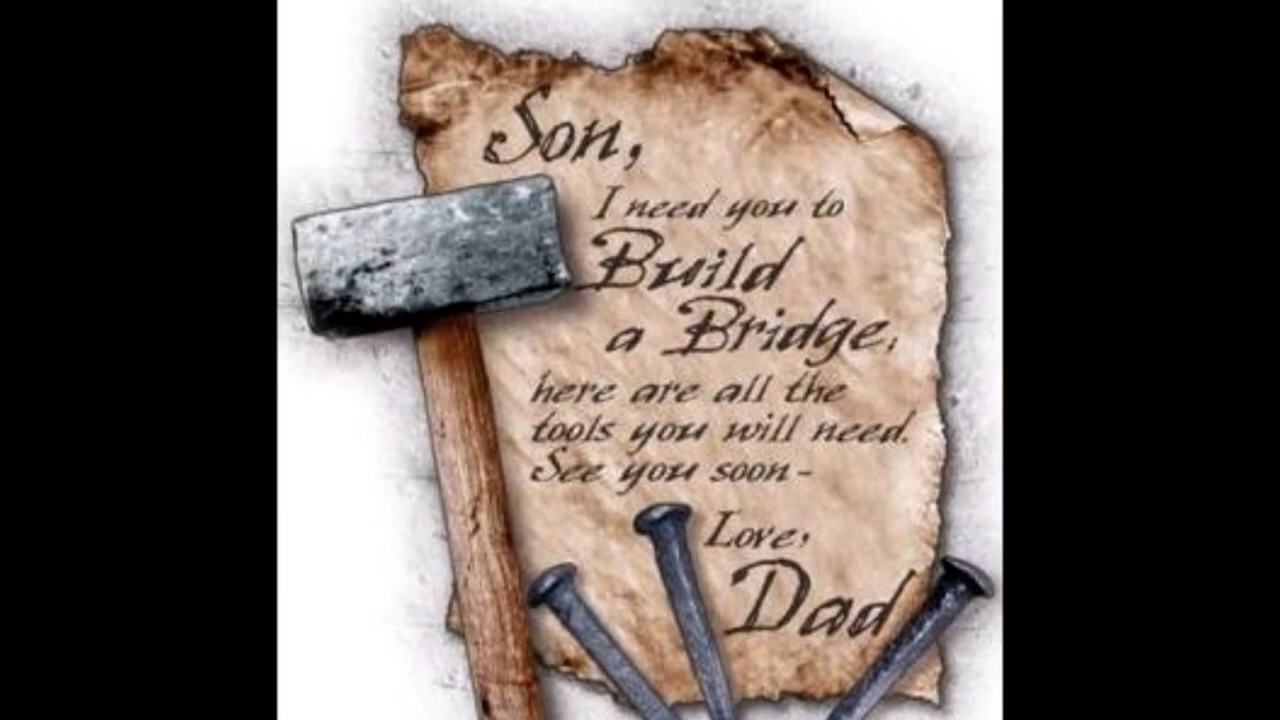 Son,
I need you to
Build
a Bridge,
here are all the
tools you will need.
See you soon-
Love,
Dad